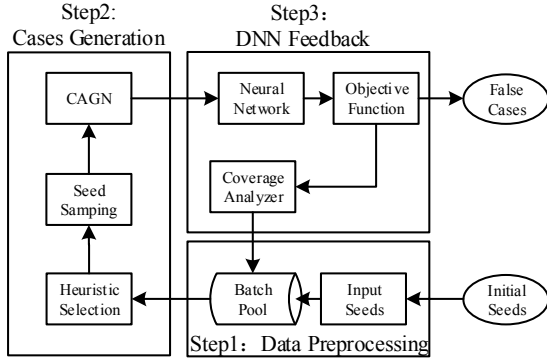 Step2:
Cases Generation
Step3：
DNN Feedback
CAGN
Neural
Network
Objective
Function
False
Cases
Seed
Samping
Coverage
Analyzer
Heuristic
Selection
Batch
Pool
Input
Seeds
Initial
Seeds
Step1：Data Preprocessing